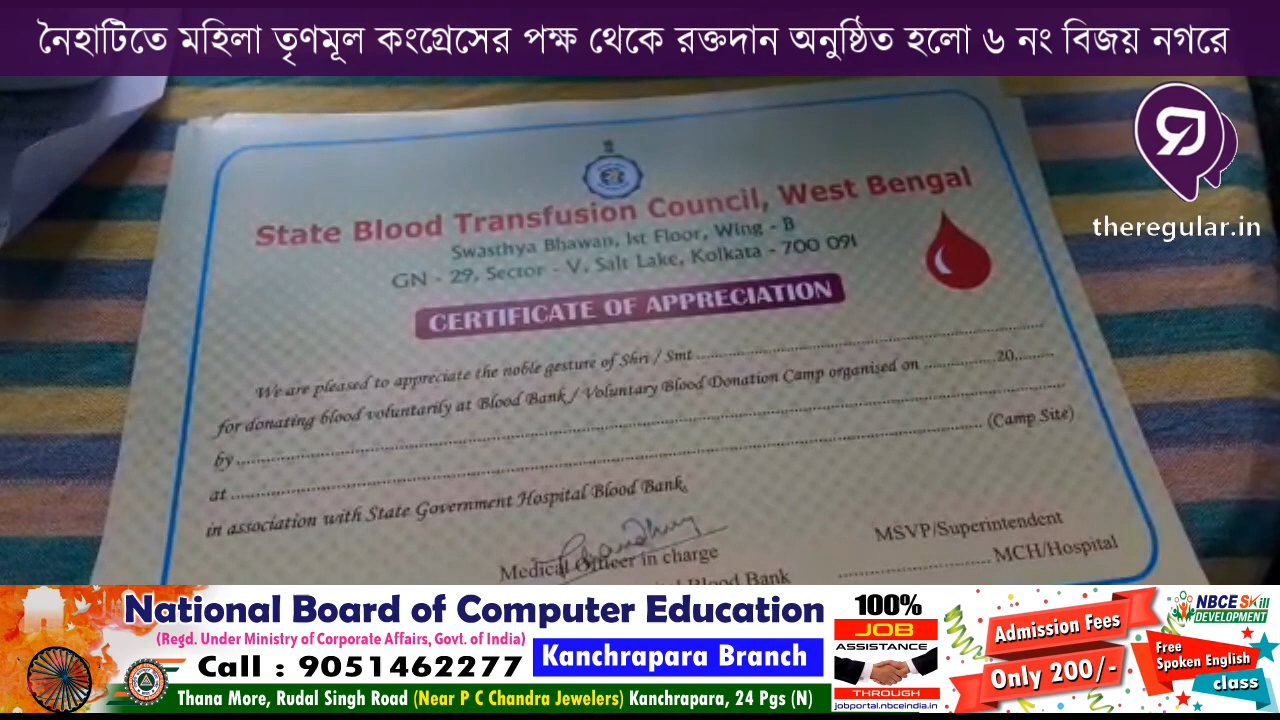 নৈহাটিতে মহিলা তৃণমূল কংগ্রেসের পক্ষ থেকে রক্তদান অনুষ্ঠিত হলো ৬ নং বিজয় নগরে
theregular.in
State Blood Transfusion Council, West Bengal
Swasthya Bhawan, Ist Floor, Wing - B
GN - 29, Sector - V, Salt Lake, Kolkata - 700 091
CERTIFICATE OF APPRECIATION
We are pleased to appreciate the noble gesture of Shri / Smt ....................
for donating blood voluntarily at Blood Bank / Voluntary Blood Donation Camp organised on ................20.........
by ....................
at .................... (Camp Site)
in association with State Government Hospital Blood Bank,
Medical Officer in charge
Blood Bank
MSVP/Superintendent
.................... MCH/Hospital
National Board of Computer Education
(Regd. Under Ministry of Corporate Affairs, Govt. of India)
Call : 9051462277
Kanchrapara Branch
Thana More, Rudal Singh Road (Near P C Chandra Jewelers) Kanchrapara, 24 Pgs (N)
100%
JOB
ASSISTANCE
THROUGH
jobportal.nbceindia.in
Admission Fees
Only 200/-
NBCE SKill
DEVELOPMENT
Free
Spoken English
class